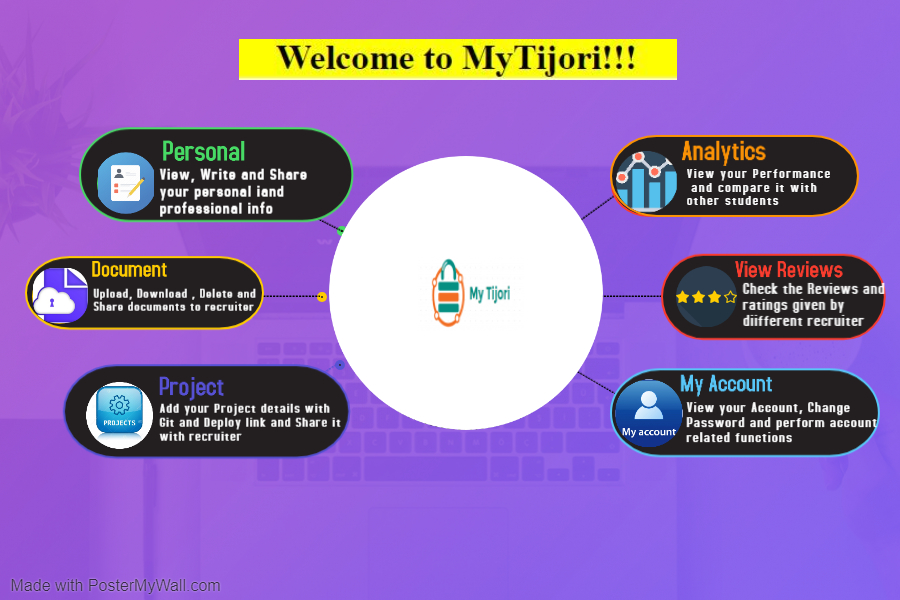 Welcome to MyTijori!!!
Personal
View, Write and Share
your personal iand
professional info
Document
Upload, Download , Delete and
Share documents to recruiter
Project
PROJECTS
Add your Project details with
Git and Deploy link and Share it
with recruiter
My Tijori
Analytics
View your Performance
and compare it with
other students
View Reviews
Check the Reviews and
ratings given by
diifferent recruiter
My Account
My account
View your Account, Change
Password and perform account
related functions
Made with PosterMyWall.com